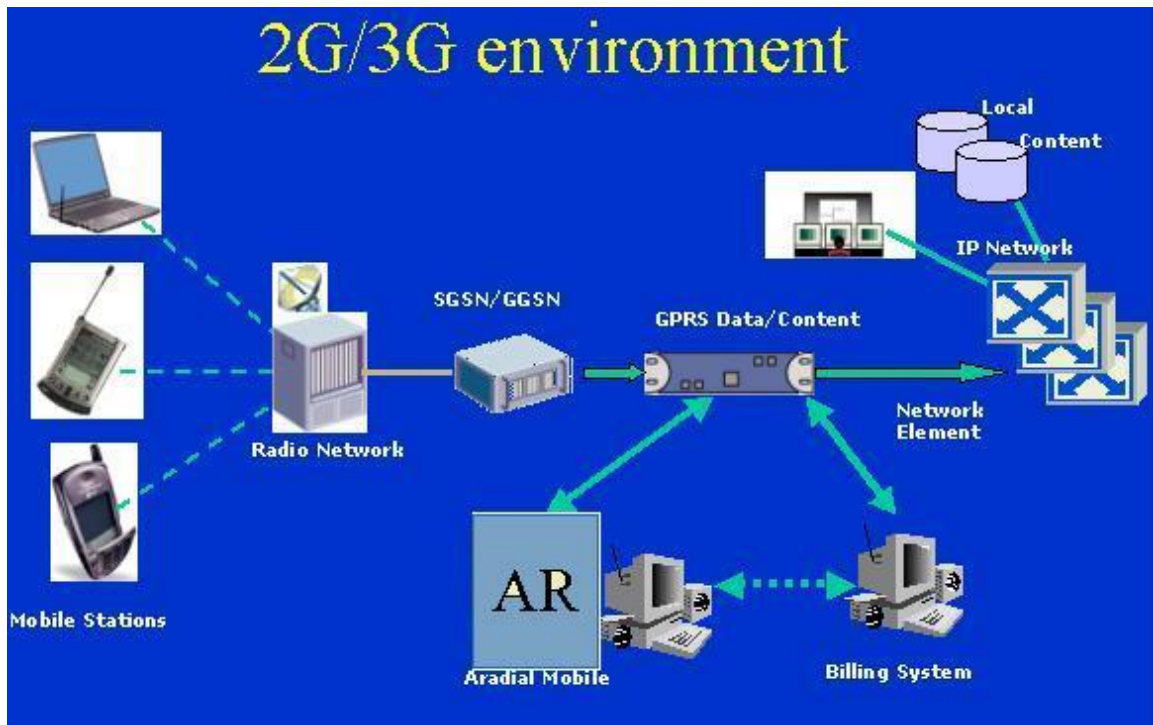 2G/3G environment
Local
Content
IP Network
SGSN/GGSN
GPRS Data/Content
Network
Element
Radio Network
Mobile Stations
AR
Aradial Mobile
Billing System